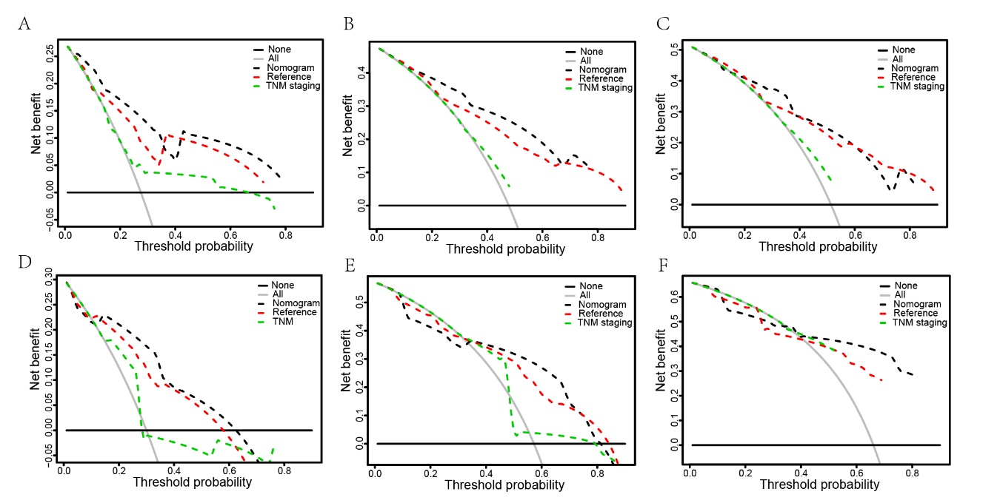 A
Net benefit
0.25
0.20
0.15
0.10
0.05
0.00
−0.05
None
All
Nomogram
Reference
TNM staging
0.0 0.2 0.4 0.6 0.8
Threshold probability
B
Net benefit
0.4
0.3
0.2
0.1
0.0
None
All
Nomogram
Reference
TNM staging
0.0 0.2 0.4 0.6 0.8
Threshold probability
C
Net benefit
0.5
0.4
0.3
0.2
0.1
0.0
None
All
Nomogram
Reference
TNM staging
0.0 0.2 0.4 0.6 0.8
Threshold probability
D
Net benefit
0.30
0.25
0.20
0.15
0.10
0.05
0.00
−0.05
None
All
Nomogram
Reference
TNM
0.0 0.2 0.4 0.6 0.8
Threshold probability
E
Net benefit
0.5
0.4
0.3
0.2
0.1
0.0
None
All
Nomogram
Reference
TNM staging
0.0 0.2 0.4 0.6 0.8
Threshold probability
F
Net benefit
0.6
0.5
0.4
0.3
0.2
0.1
0.0
None
All
Nomogram
Reference
TNM staging
0.0 0.2 0.4 0.6 0.8
Threshold probability